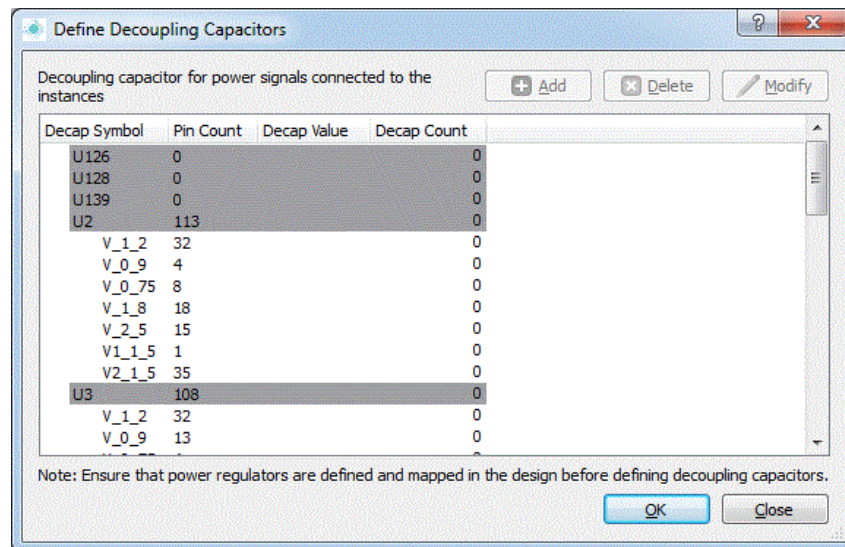 Define Decoupling Capacitors
?
Decoupling capacitor for power signals connected to the
instances
Add Delete Modify
Decap Symbol Pin Count Decap Value Decap Count
U126 0 0
U128 0 0
U139 0 0
U2 113 0
V_1_2 32 0
V_0_9 4 0
V_0_75 8 0
V_1_8 18 0
V_2_5 15 0
V1_1_5 1 0
V2_1_5 35 0
U3 108 0
V_1_2 32 0
V_0_9 13 0
Note: Ensure that power regulators are defined and mapped in the design before defining decoupling capacitors.
OK Close